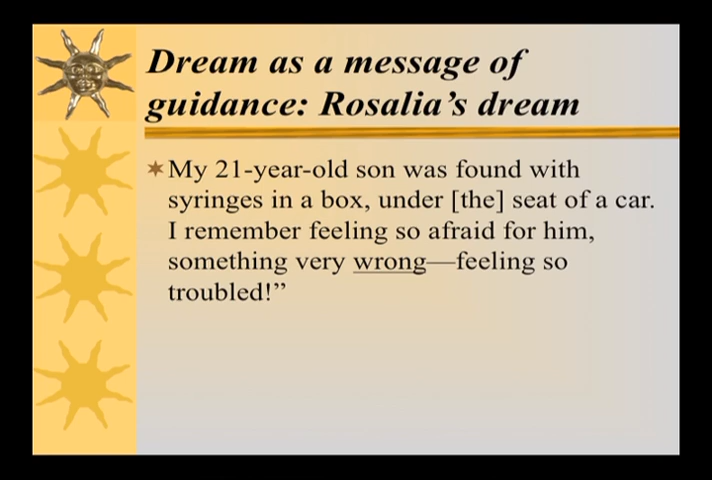 Dream as a message of
guidance: Rosalia’s dream
My 21-year-old son was found with
syringes in a box, under [the] seat of a car.
I remember feeling so afraid for him,
something very wrong—feeling so
troubled!”